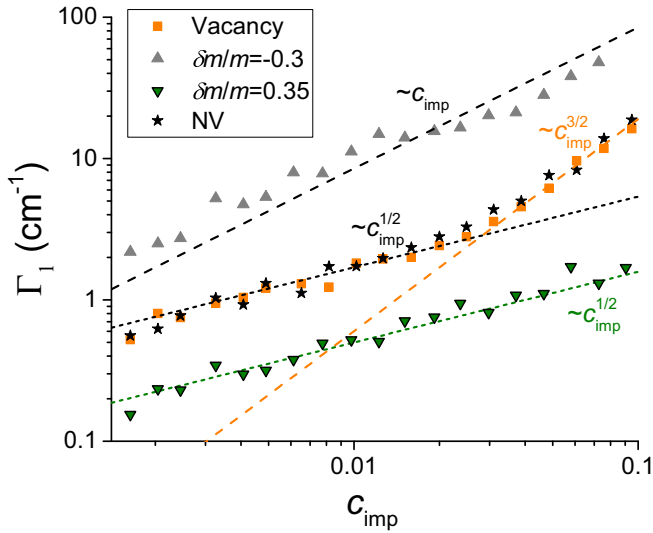 100
Vacancy
δm/m=-0.3
δm/m=0.35
NV
~c_imp
~c_imp^3/2
10
~c_imp^1/2
Γ₁ (cm⁻¹)
1
~c_imp^1/2
0.1
0.01
0.1
c_imp